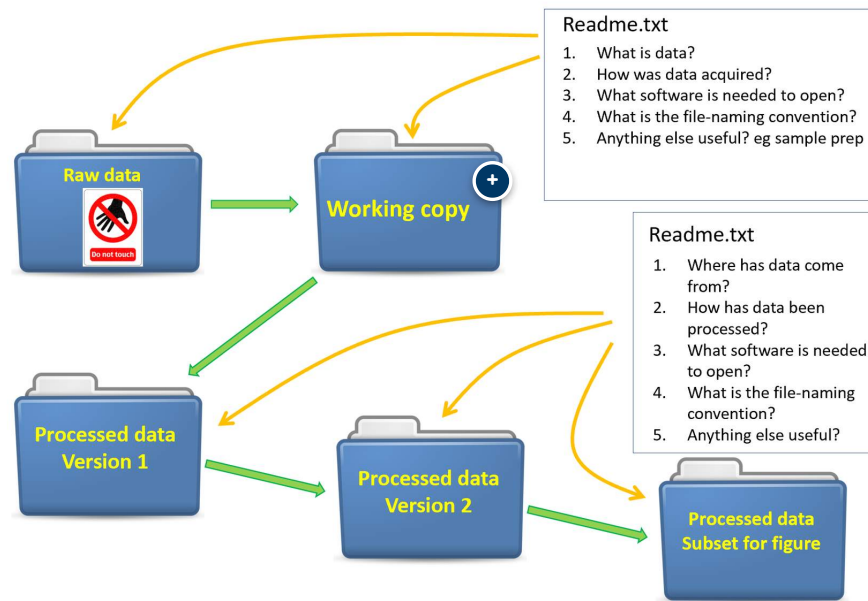 Readme.txt
1. What is data?
2. How was data acquired?
3. What software is needed to open?
4. What is the file-naming convention?
5. Anything else useful? eg sample prep
Raw data
Do not touch
Working copy
+
Readme.txt
1. Where has data come
from?
2. How has data been
processed?
3. What software is needed
to open?
4. What is the file-naming
convention?
5. Anything else useful?
Processed data
Version 1
Processed data
Version 2
Processed data
Subset for figure